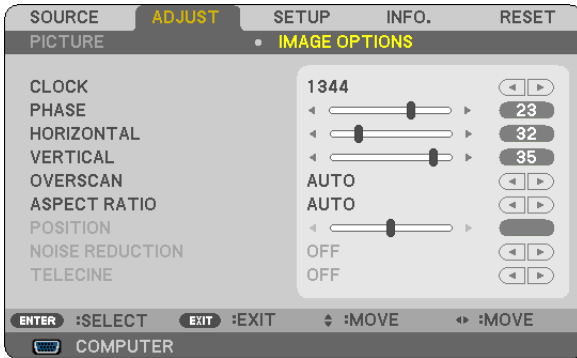 SOURCE ADJUST SETUP INFO. RESET
PICTURE • IMAGE OPTIONS
CLOCK 1344
PHASE 23
HORIZONTAL 32
VERTICAL 35
OVERSCAN AUTO
ASPECT RATIO AUTO
POSITION
NOISE REDUCTION OFF
TELECINE OFF
ENTER :SELECT EXIT :EXIT :MOVE :MOVE
COMPUTER